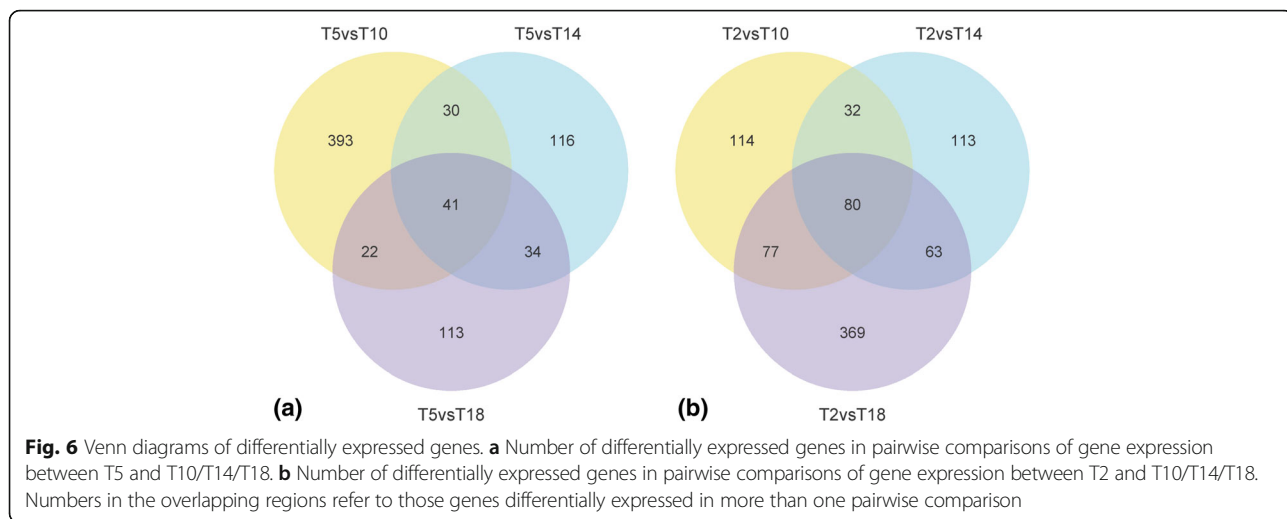 T5vsT10 T5vsT14 T2vsT10 T2vsT14
30 32
393 116 114 113
41 80
22 34 77 63
113 369
(a) (b)
T5vsT18 T2vsT18
Fig. 6 Venn diagrams of differentially expressed genes. a Number of differentially expressed genes in pairwise comparisons of gene expression
between T5 and T10/T14/T18. b Number of differentially expressed genes in pairwise comparisons of gene expression between T2 and T10/T14/T18.
Numbers in the overlapping regions refer to those genes differentially expressed in more than one pairwise comparison